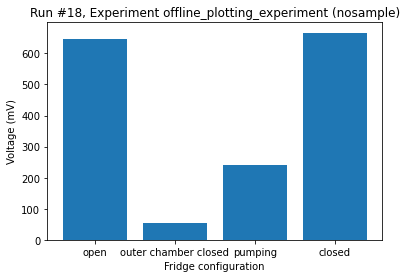 Run #18, Experiment offline_plotting_experiment (nosample)
600
500
400
300
200
100
0
Voltage (mV)
open outer chamber closed pumping closed
Fridge configuration